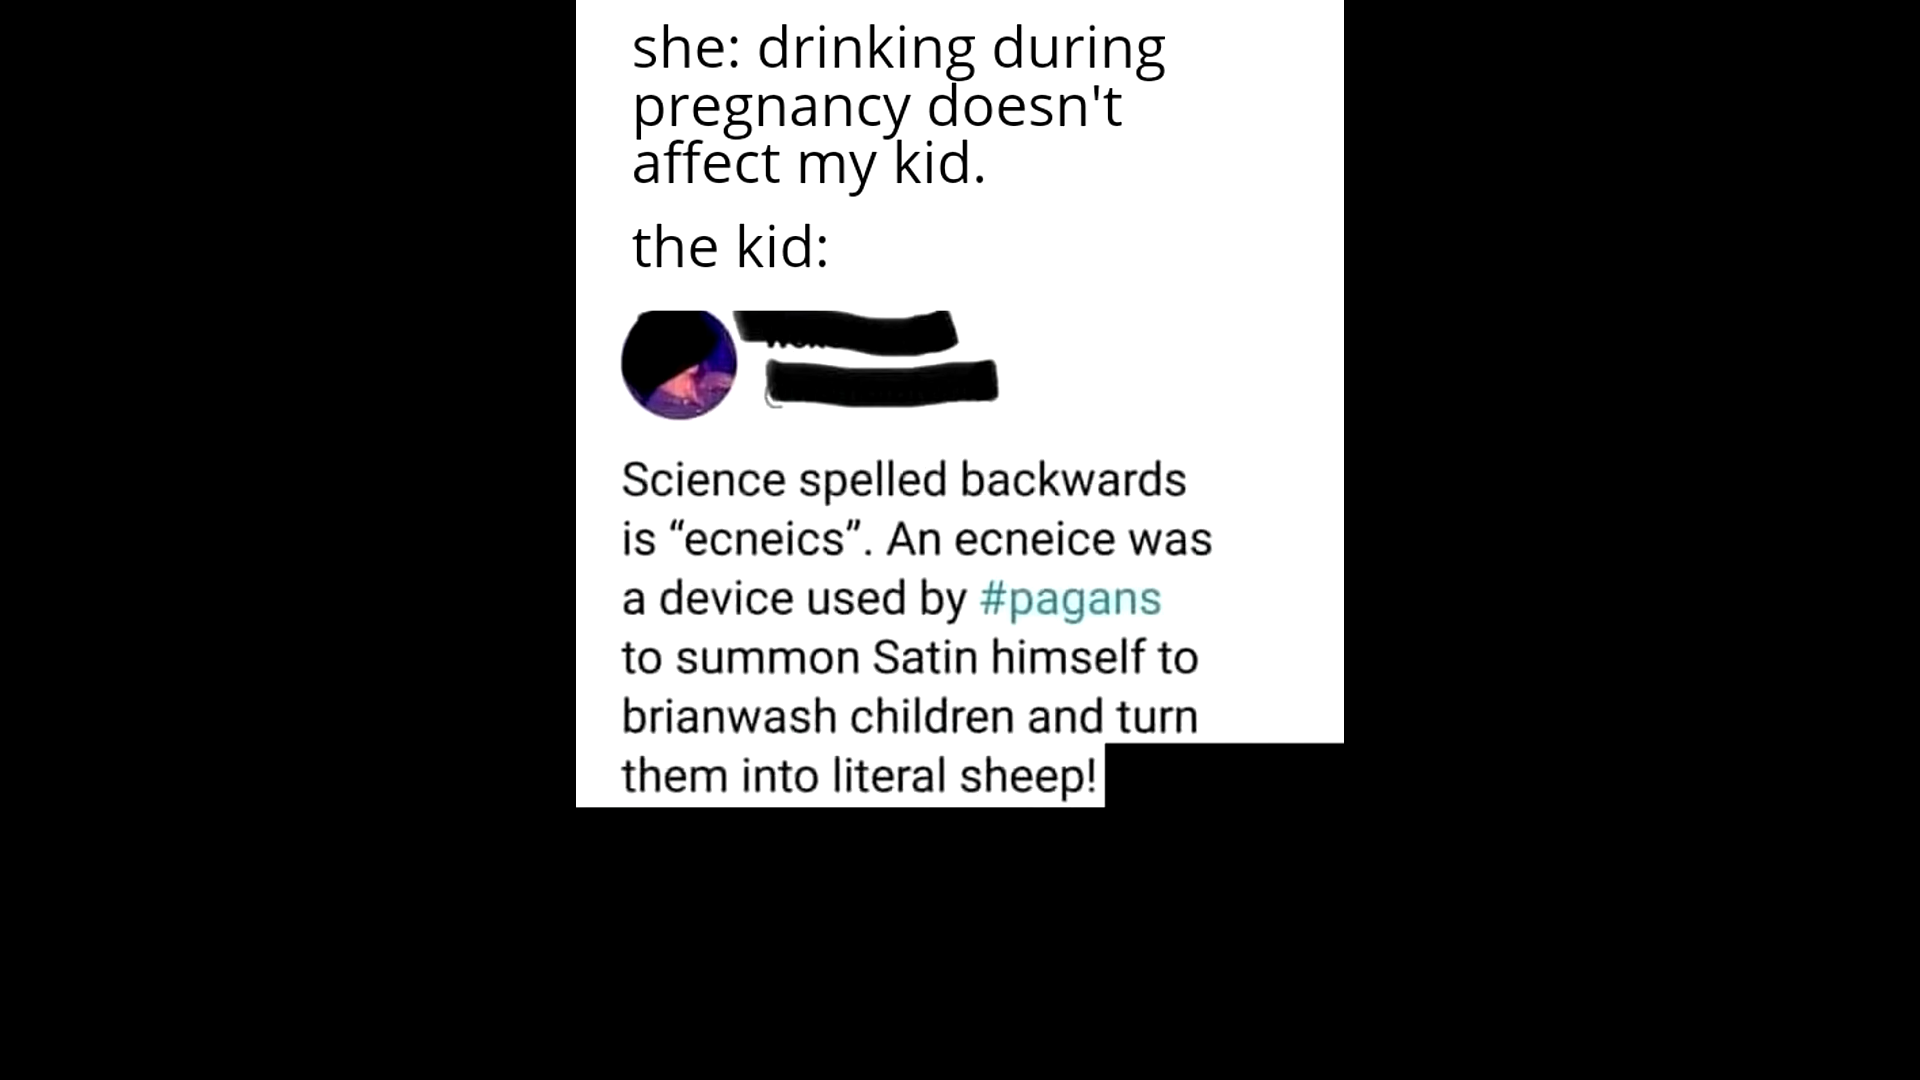 she: drinking during
pregnancy doesn't
affect my kid.
the kid:
Science spelled backwards
is “ecneics”. An ecneice was
a device used by #pagans
to summon Satin himself to
brianwash children and turn
them into literal sheep!